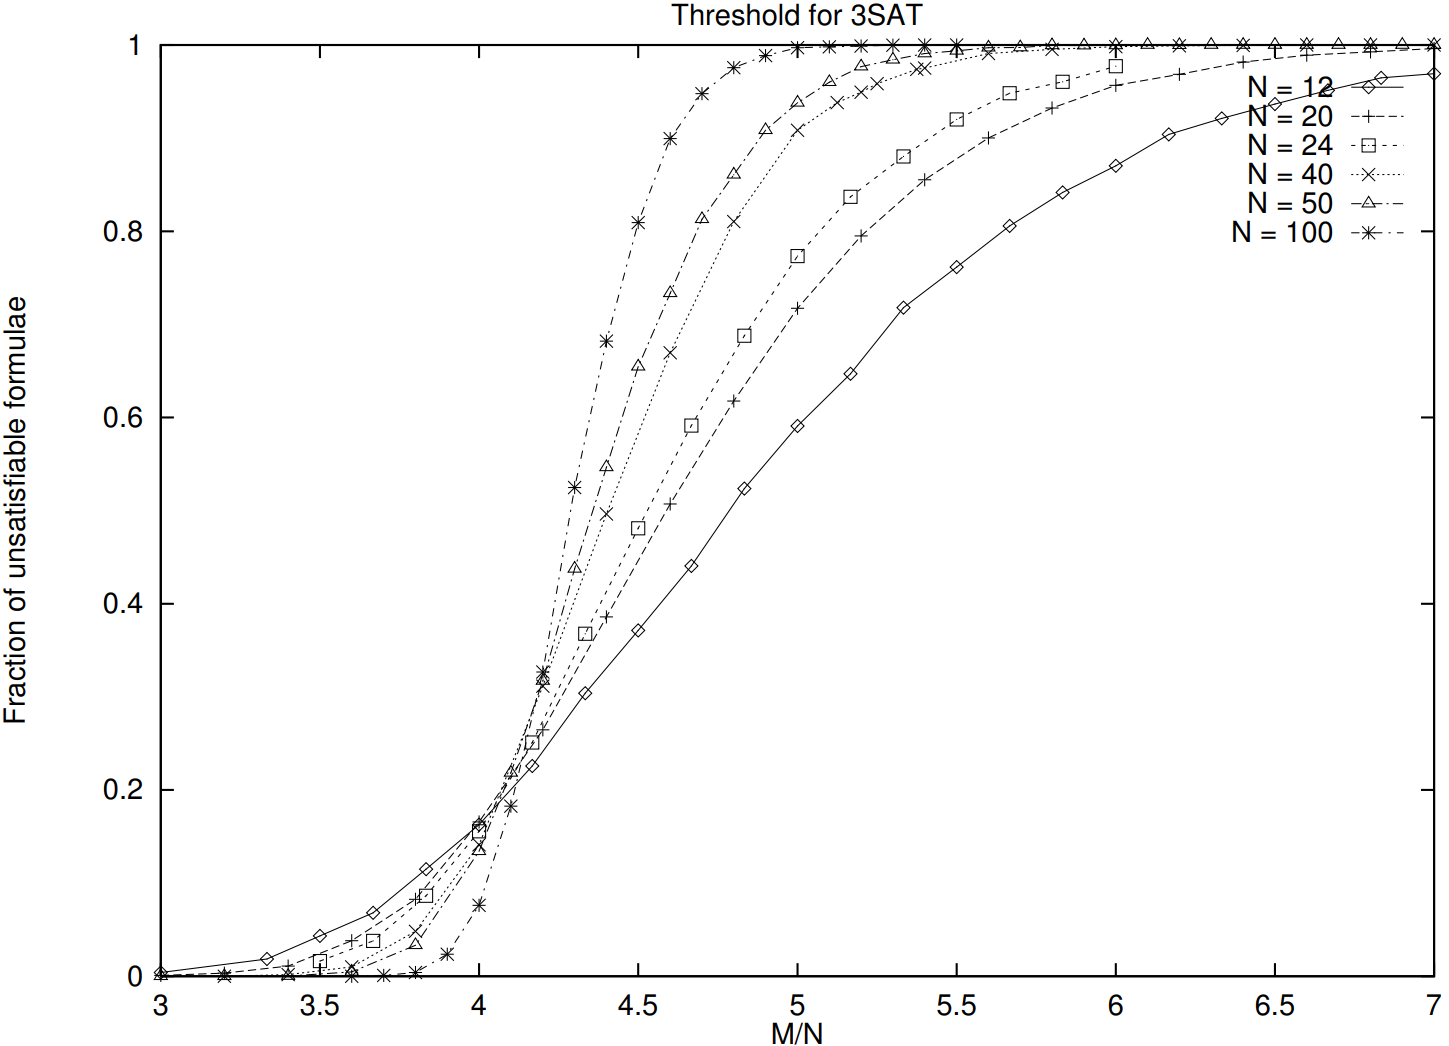 Threshold for 3SAT
1
0.8
0.6
0.4
0.2
0
Fraction of unsatisfiable formulae
N = 12
N = 20
N = 24
N = 40
N = 50
N = 100
3 3.5 4 4.5 5 5.5 6 6.5 7
M/N